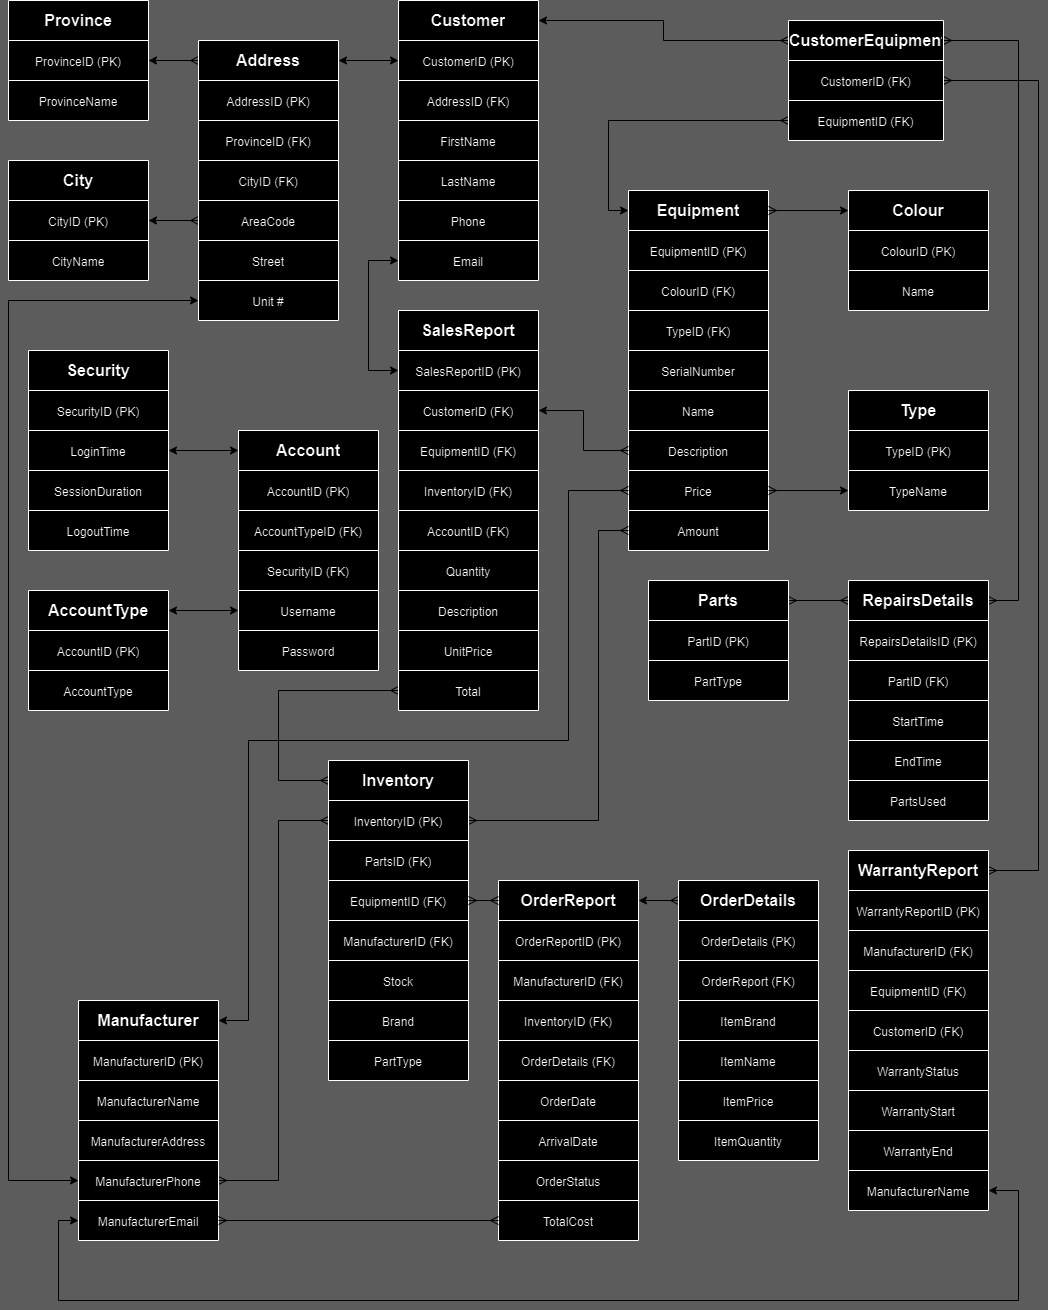 Province
ProvinceID (PK)
ProvinceName
City
CityID (PK)
CityName
Address
AddressID (PK)
ProvinceID (FK)
CityID (FK)
AreaCode
Street
Unit #
Customer
CustomerID (PK)
AddressID (FK)
FirstName
LastName
Phone
Email
CustomerEquipmen
CustomerID (FK)
EquipmentID (FK)
Equipment
EquipmentID (PK)
ColourID (FK)
TypeID (FK)
SerialNumber
Name
Description
Price
Amount
Colour
ColourID (PK)
Name
Type
TypeID (PK)
TypeName
Security
SecurityID (PK)
LoginTime
SessionDuration
LogoutTime
Account
AccountID (PK)
AccountTypeID (FK)
SecurityID (FK)
Username
Password
AccountType
AccountID (PK)
AccountType
SalesReport
SalesReportID (PK)
CustomerID (FK)
EquipmentID (FK)
InventoryID (FK)
AccountID (FK)
Quantity
Description
UnitPrice
Total
Parts
PartID (PK)
PartType
RepairsDetails
RepairsDetailsID (PK)
PartID (FK)
StartTime
EndTime
PartsUsed
Inventory
InventoryID (PK)
PartsID (FK)
EquipmentID (FK)
ManufacturerID (FK)
Stock
Brand
PartType
OrderReport
OrderReportID (PK)
ManufacturerID (FK)
InventoryID (FK)
OrderDetails (FK)
OrderDate
ArrivalDate
OrderStatus
TotalCost
OrderDetails
OrderDetails (PK)
OrderReport (FK)
ItemBrand
ItemName
ItemPrice
ItemQuantity
WarrantyReport
WarrantyReportID (PK)
ManufacturerID (FK)
EquipmentID (FK)
CustomerID (FK)
WarrantyStatus
WarrantyStart
WarrantyEnd
ManufacturerName
Manufacturer
ManufacturerID (PK)
ManufacturerName
ManufacturerAddress
ManufacturerPhone
ManufacturerEmail